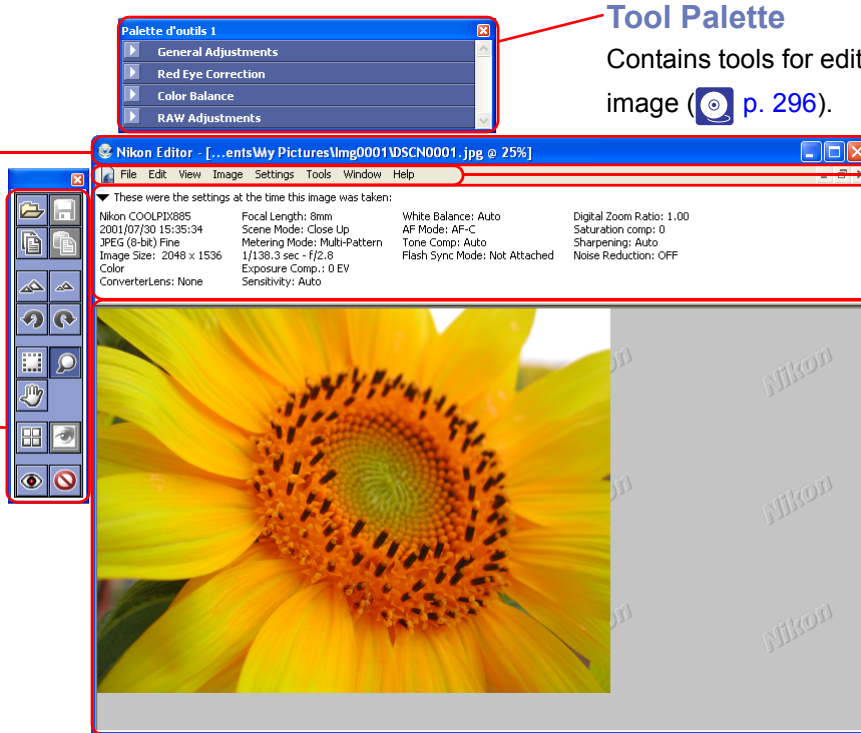 Tool Palette
Contains tools for edit
image ( p. 296).
Palette d'outils 1
General Adjustments
Red Eye Correction
Color Balance
RAW Adjustments
Nikon Editor - [...ents\My Pictures\Img0001\DSCN0001.jpg @ 25%]
File Edit View Image Settings Tools Window Help
These were the settings at the time this image was taken:
Nikon COOLPIX885
2001/07/30 15:35:34
JPEG (8-bit) Fine
Image Size: 2048 x 1536
Color
ConverterLens: None
Focal Length: 8mm
Scene Mode: Close Up
Metering Mode: Multi-Pattern
1/138.3 sec - f/2.8
Exposure Comp.: 0 EV
Sensitivity: Auto
White Balance: Auto
AF Mode: AF-C
Tone Comp: Auto
Flash Sync Mode: Not Attached
Digital Zoom Ratio: 1.00
Saturation comp: 0
Sharpening: Auto
Noise Reduction: OFF
Nikon
Nikon
Nikon